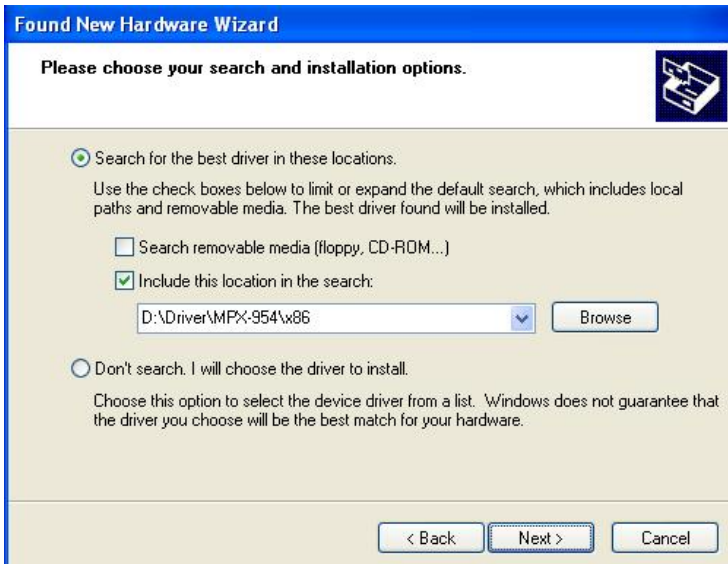 Found New Hardware Wizard
Please choose your search and installation options.
Search for the best driver in these locations.
Use the check boxes below to limit or expand the default search, which includes local
paths and removable media. The best driver found will be installed.
Search removable media (floppy, CD-ROM...)
Include this location in the search:
D:\Driver\MPX-954\x86
Browse
Don't search. I will choose the driver to install.
Choose this option to select the device driver from a list. Windows does not guarantee that
the driver you choose will be the best match for your hardware.
< Back
Next >
Cancel